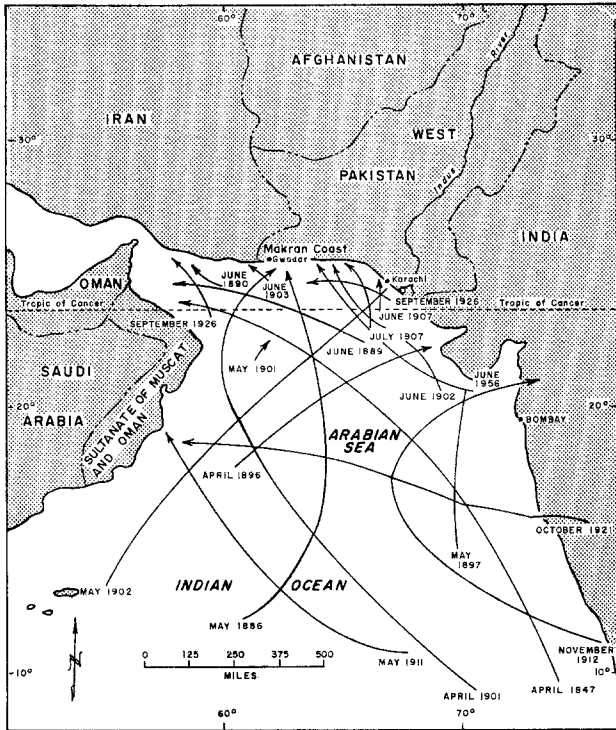 60°
70°
AFGHANISTAN
IRAN
River
WEST
30°
30°
PAKISTAN
Indus
INDIA
Makran Coast
Gwader
OMAN
JUNE
1890
JUNE
1903
Karachi
SEPTEMBER 1926
Tropic of Cancer
Tropic of Cancer
SEPTEMBER 1926
JUNE 1907
JULY 1907
JUNE 1889
MAY 1901
SAUDI
ARABIA
SULTANATE OF MUSCAT
AND OMAN
JUNE
1956
JUNE 1902
20°
20°
BOMBAY
ARABIAN
SEA
APRIL 1896
OCTOBER 1921
MAY
1897
MAY 1902
INDIAN OCEAN
MAY 1886
NOVEMBER
1912
MAY 1911
N
0 125 250 375 500
MILES
10°
10°
APRIL 1901
APRIL 1847
60°
70°